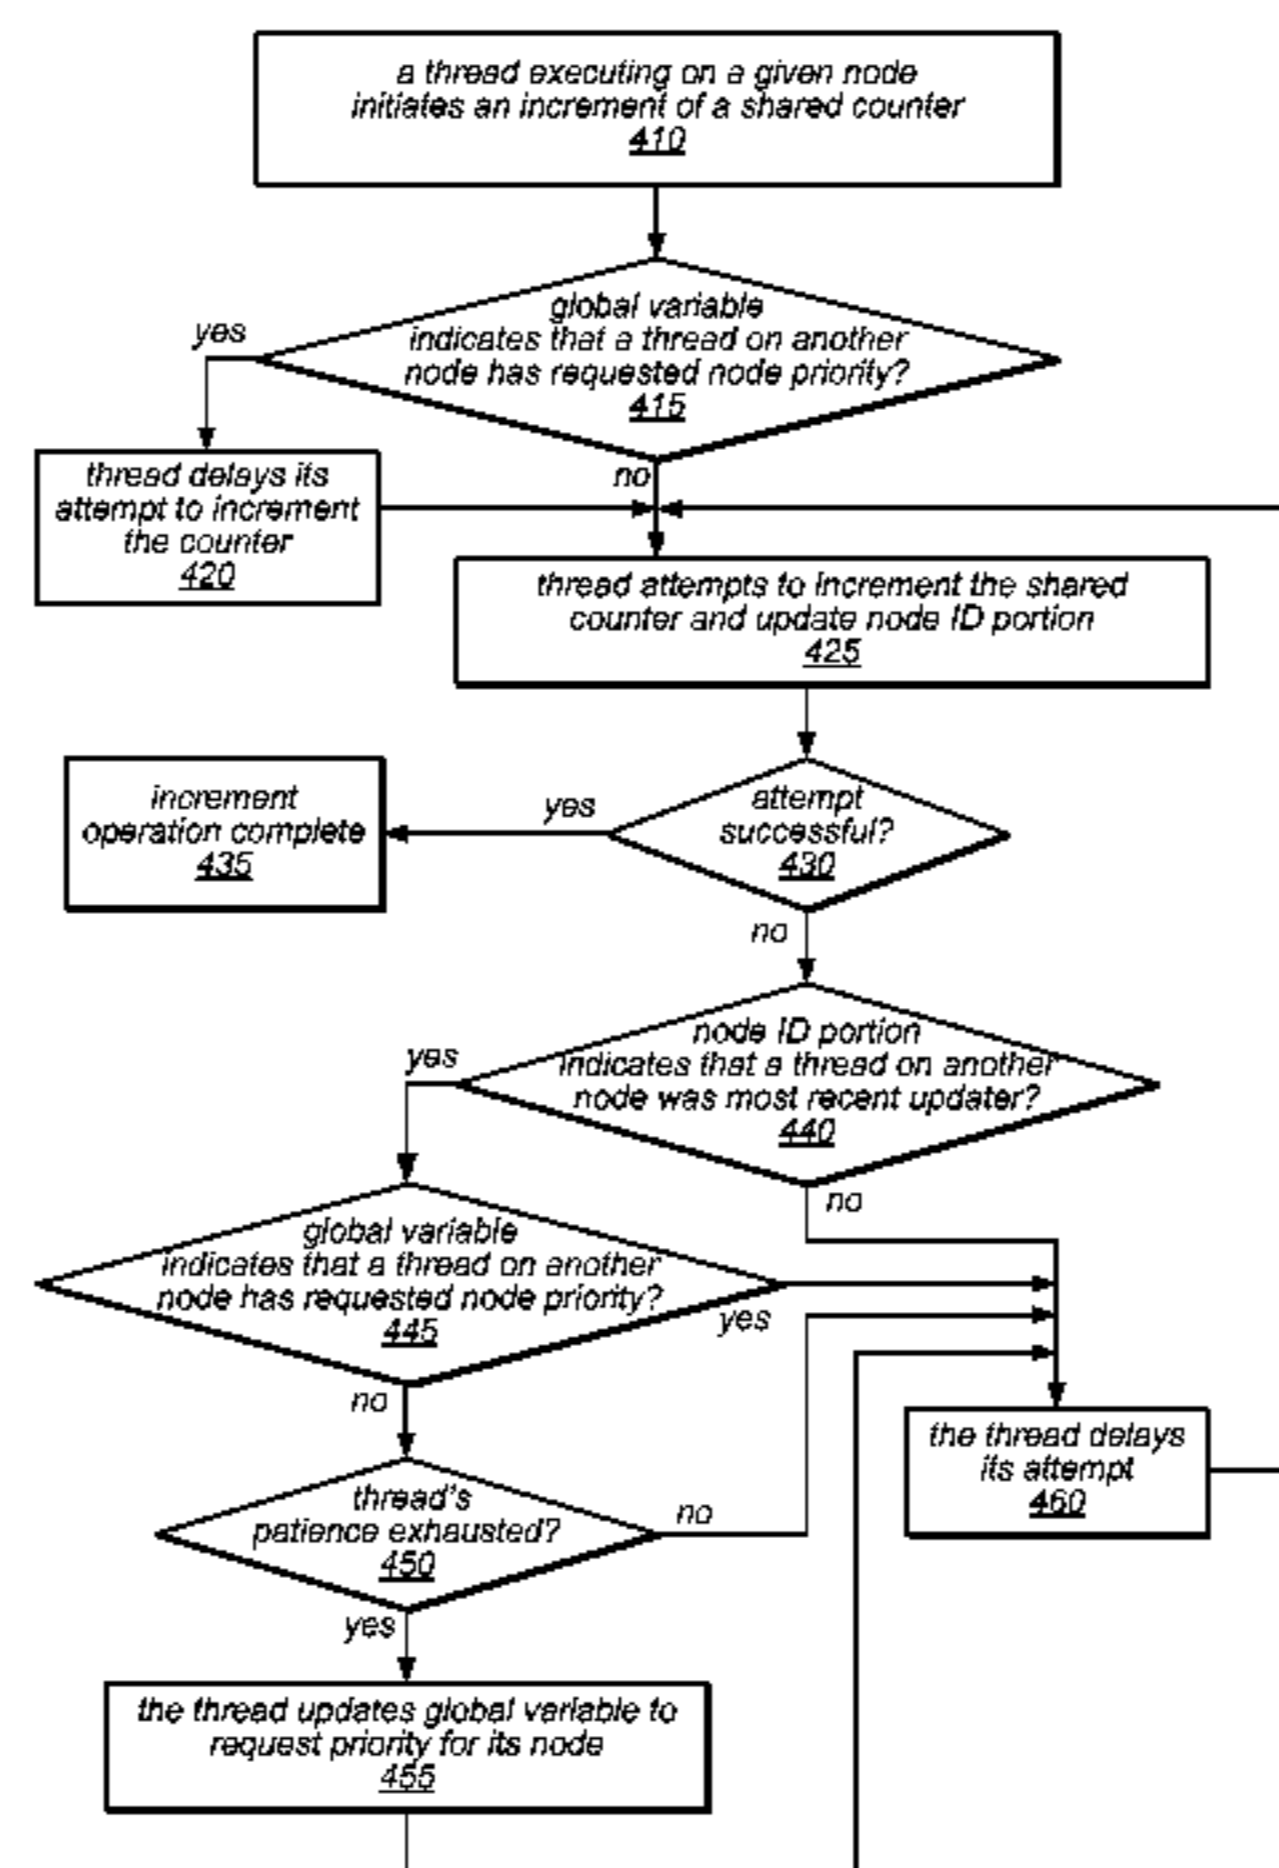 a thread executing on a given node
initiates an increment of a shared counter
410
global variable
indicates that a thread on another
node has requested node priority?
415
yes
no
thread delays its
attempt to increment
the counter
420
thread attempts to increment the shared
counter and update node ID portion
425
attempt
successful?
430
yes
increment
operation complete
435
no
node ID portion
indicates that a thread on another
node was most recent updater?
440
yes
no
global variable
indicates that a thread on another
node has requested node priority?
445
yes
no
the thread delays
its attempt
460
thread's
patience exhausted?
450
no
yes
the thread updates global variable to
request priority for its node
455